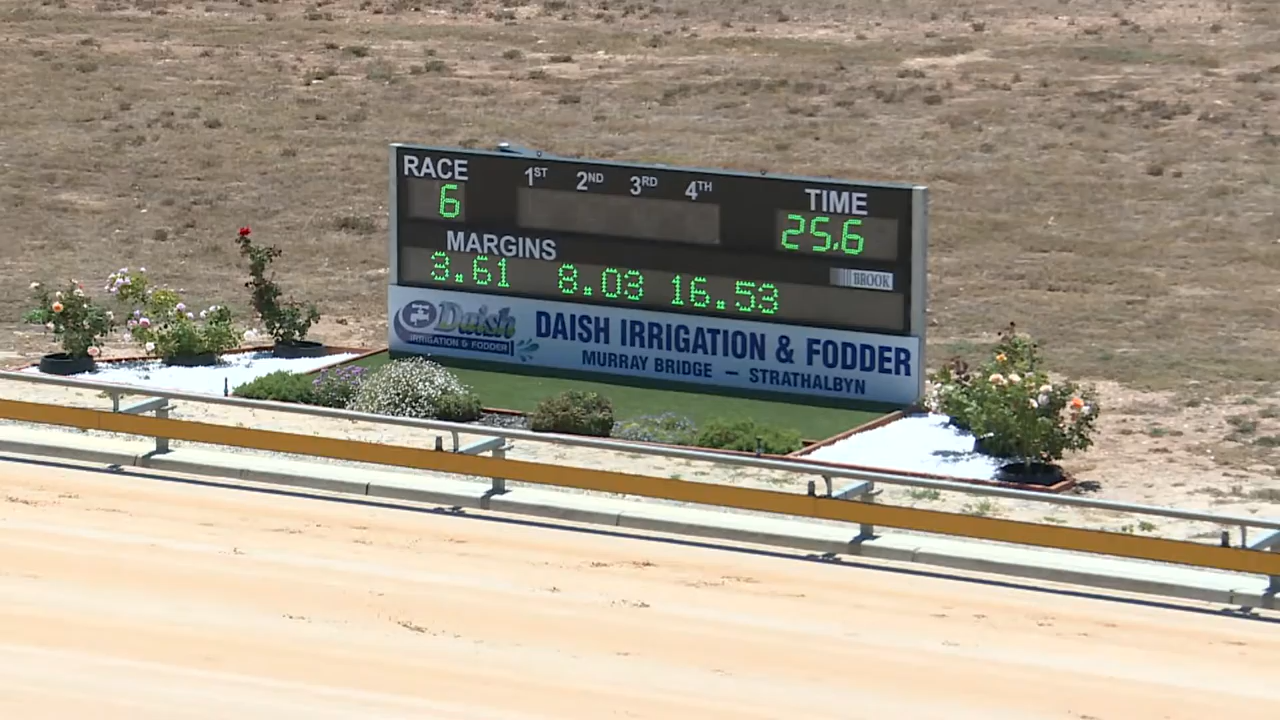 RACE 1ST 2ND 3RD 4TH TIME
6 25.6
MARGINS
3.61 8.03 16.53
BROOK
Daish
IRRIGATION & FODDER
DAISH IRRIGATION & FODDER
MURRAY BRIDGE – STRATHALBYN